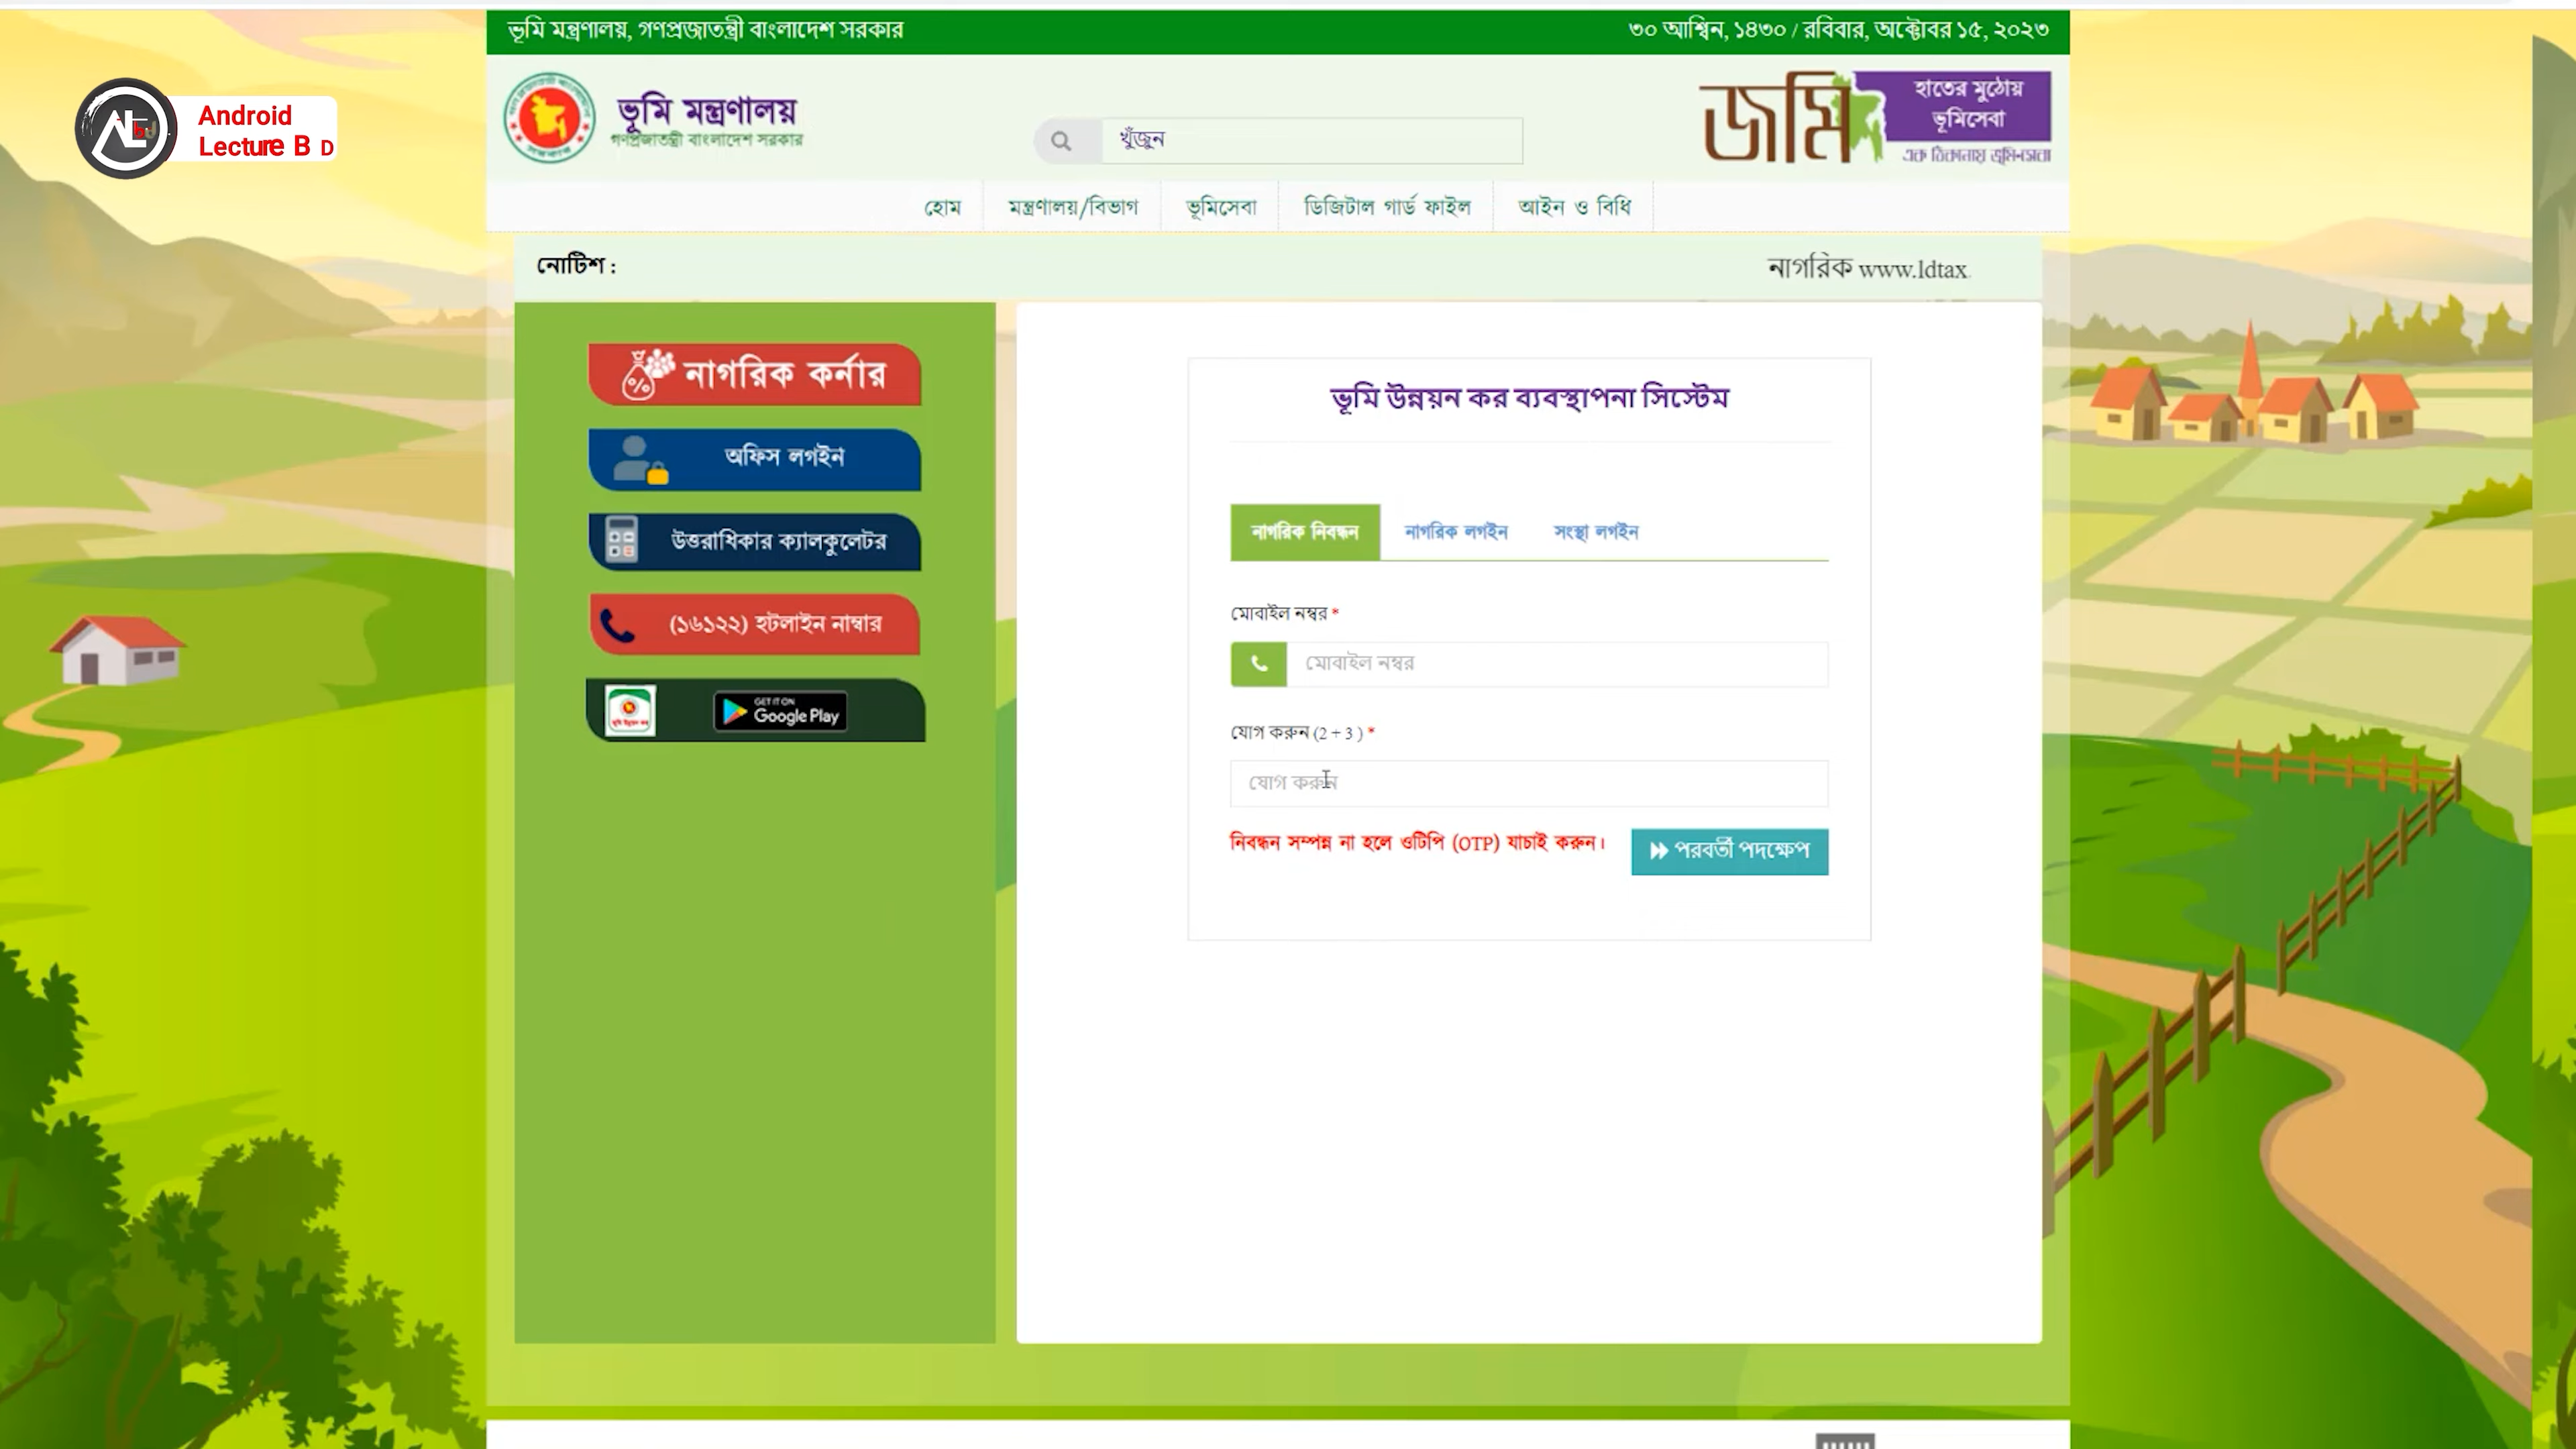 ভূমি মন্ত্রণালয়, গণপ্রজাতন্ত্রী বাংলাদেশ সরকার
৩০ আশ্বিন, ১৪৩০ / রবিবার, অক্টোবর ১৫, ২০২৩
Android
Lecture B D
ভূমি মন্ত্রণালয়
গণপ্রজাতন্ত্রী বাংলাদেশ সরকার
খুঁজুন
জমি
হাতের মুঠোয়
ভূমিসেবা
এক ঠিকানায় ভূমিসেবা
হোম
মন্ত্রণালয়/বিভাগ
ভূমিসেবা
ডিজিটাল গার্ড ফাইল
আইন ও বিধি
নোটিশ :
নাগরিক www.ldtax.
নাগরিক কর্নার
অফিস লগইন
উত্তরাধিকার ক্যালকুলেটর
(১৬১২২) হটলাইন নাম্বার
GET IT ON
Google Play
ভূমি উন্নয়ন কর ব্যবস্থাপনা সিস্টেম
নাগরিক নিবন্ধন
নাগরিক লগইন
সংস্থা লগইন
মোবাইল নম্বর *
মোবাইল নম্বর
যোগ করুন (2 + 3 ) *
যোগ করুন
নিবন্ধন সম্পন্ন না হলে ওটিপি (OTP) যাচাই করুন।
পরবর্তী পদক্ষেপ